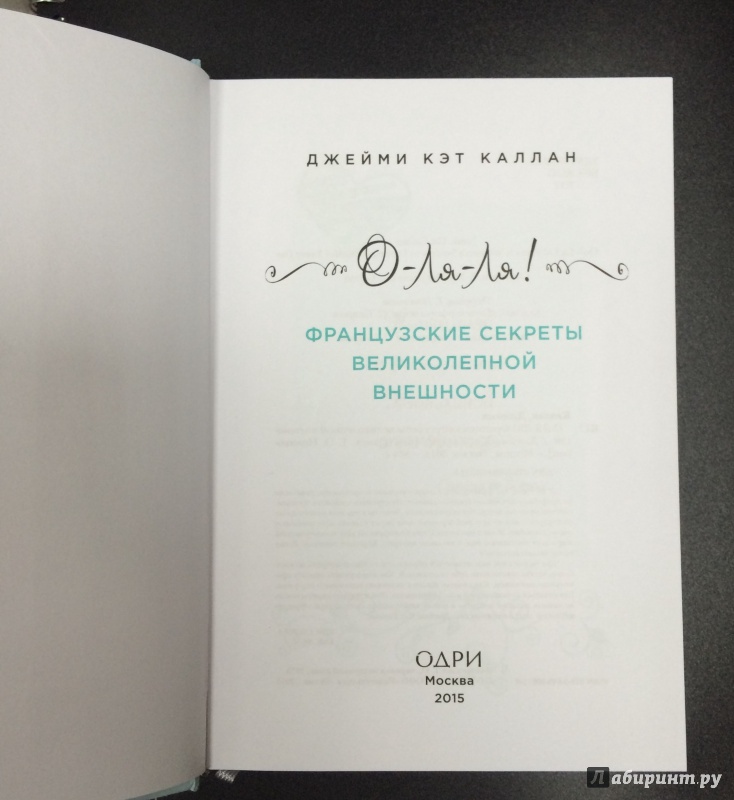 ДЖЕЙМИ КЭТ КАЛЛАН
О-ля-ля!
ФРАНЦУЗСКИЕ СЕКРЕТЫ
ВЕЛИКОЛЕПНОЙ
ВНЕШНОСТИ
ОДРИ
Москва
2015
Лабиринт.ру